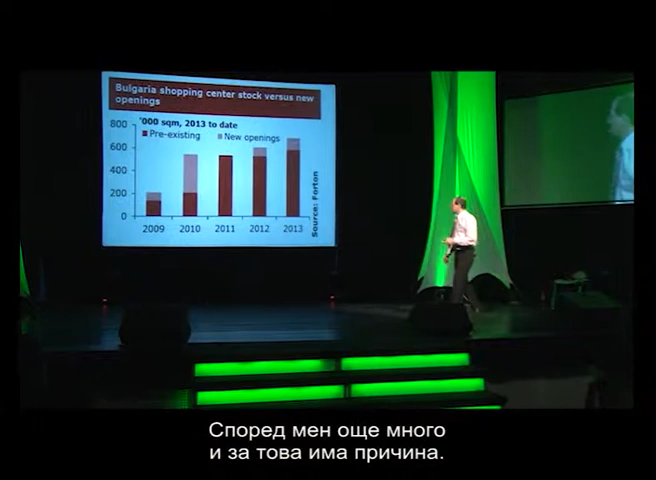 Bulgaria shopping center stock versus new
openings
'000 sqm, 2013 to date
Pre-existing New openings
800
600
400
200
0
2009 2010 2011 2012 2013
Source: Forton
Според мен още много
и за това има причина.